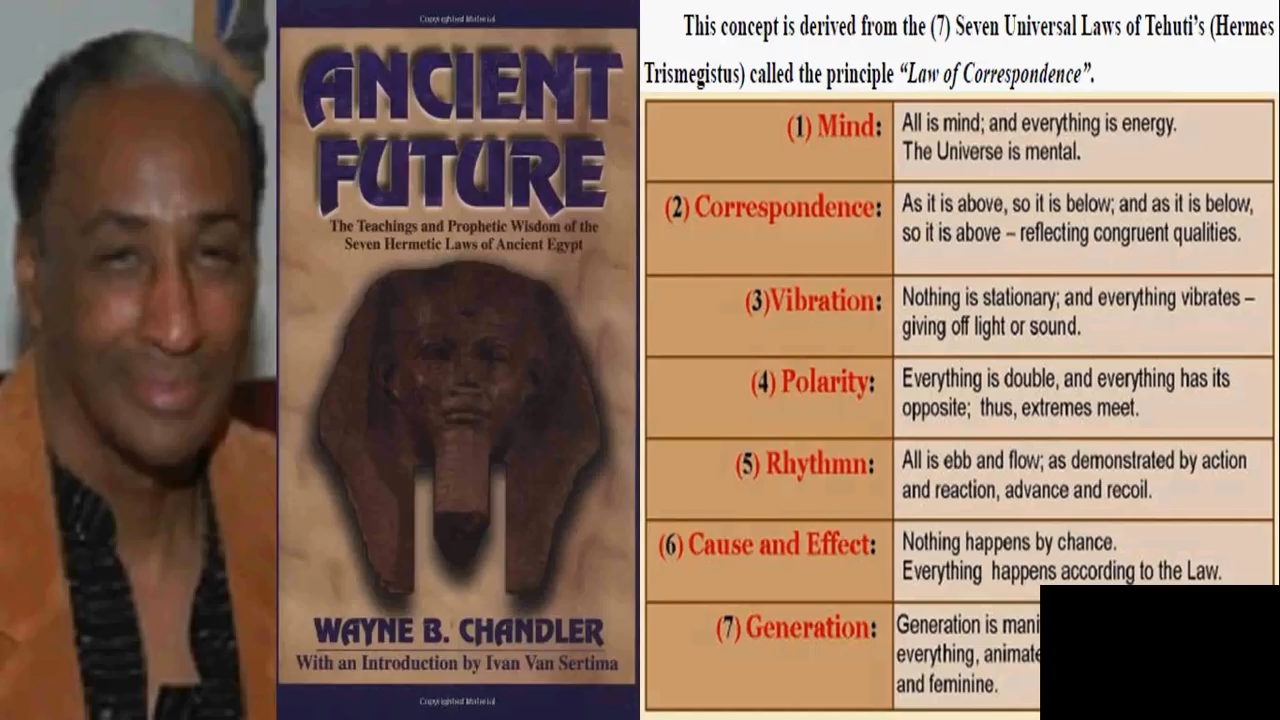 Copyrighted Material
ANCIENT
FUTURE
The Teachings and Prophetic Wisdom of the
Seven Hermetic Laws of Ancient Egypt
WAYNE B. CHANDLER
With an Introduction by Ivan Van Sertima
Copyrighted Material
This concept is derived from the (7) Seven Universal Laws of Tehuti's (Hermes
Trismegistus) called the principle “Law of Correspondence”.
(1) Mind:
All is mind; and everything is energy.
The Universe is mental.
(2) Correspondence:
As it is above, so it is below; and as it is below,
so it is above – reflecting congruent qualities.
(3)Vibration:
Nothing is stationary; and everything vibrates –
giving off light or sound.
(4) Polarity:
Everything is double, and everything has its
opposite; thus, extremes meet.
(5) Rhythmn:
All is ebb and flow; as demonstrated by action
and reaction, advance and recoil.
(6) Cause and Effect:
Nothing happens by chance.
Everything happens according to the Law.
(7) Generation:
Generation is
everything,
and feminine.